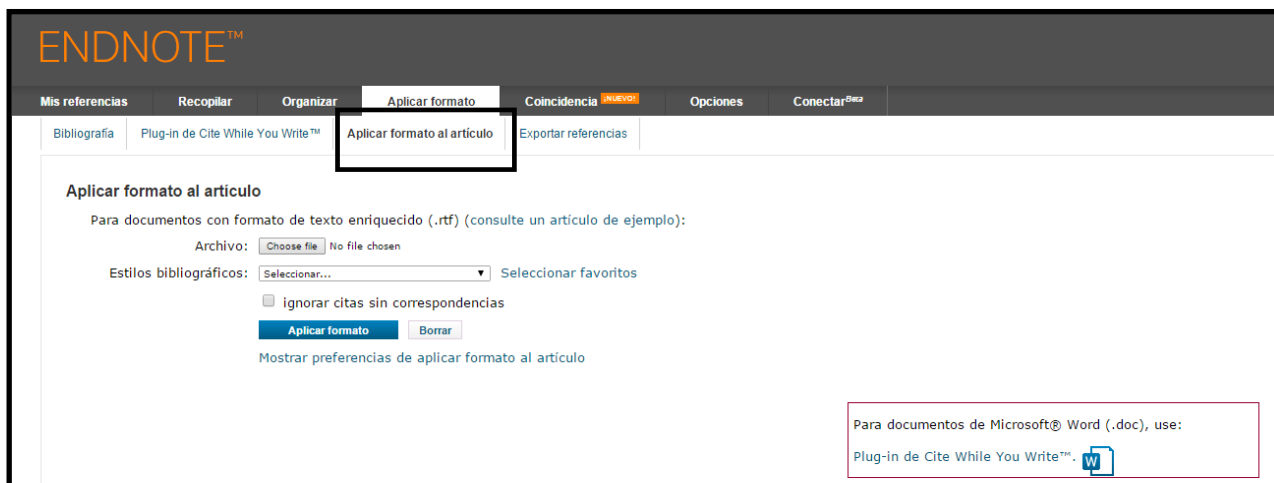 ENDNOTE™
Mis referencias Recopilar Organizar Aplicar formato Coincidencia ¡NUEVO! Opciones Conectar Beta
Bibliografía Plug-in de Cite While You Write™ Aplicar formato al artículo Exportar referencias
Aplicar formato al artículo
Para documentos con formato de texto enriquecido (.rtf) (consulte un artículo de ejemplo):
Archivo: Choose file No file chosen
Estilos bibliográficos: Seleccionar... Seleccionar favoritos
ignorar citas sin correspondencias
Aplicar formato Borrar
Mostrar preferencias de aplicar formato al artículo
Para documentos de Microsoft® Word (.doc), use:
Plug-in de Cite While You Write™. W